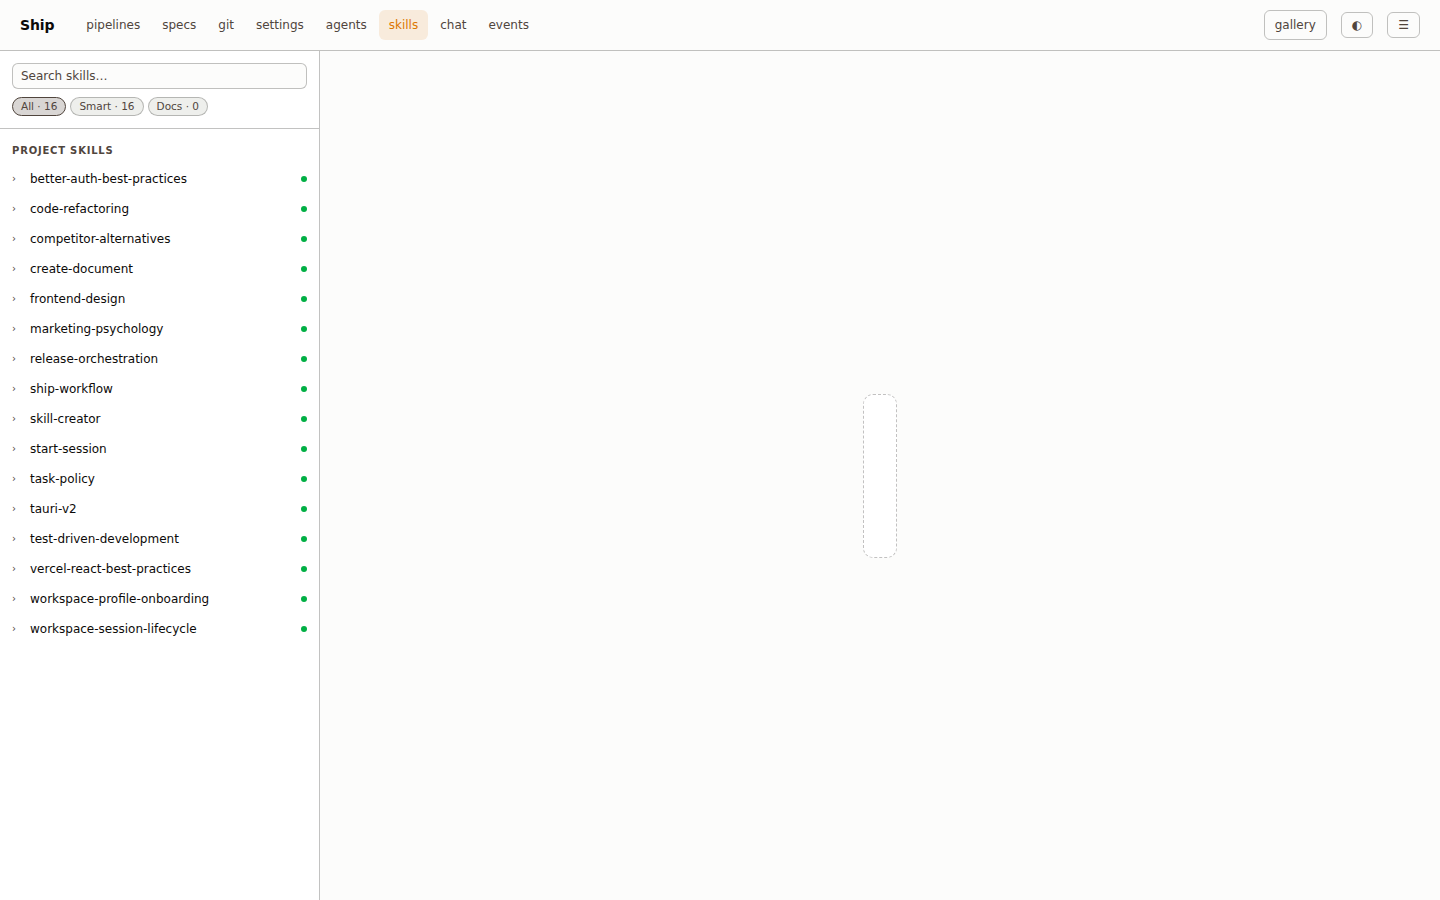 Ship pipelines specs git settings agents skills chat events gallery
Search skills...
All · 16 Smart · 16 Docs · 0
PROJECT SKILLS
better-auth-best-practices
code-refactoring
competitor-alternatives
create-document
frontend-design
marketing-psychology
release-orchestration
ship-workflow
skill-creator
start-session
task-policy
tauri-v2
test-driven-development
vercel-react-best-practices
workspace-profile-onboarding
workspace-session-lifecycle